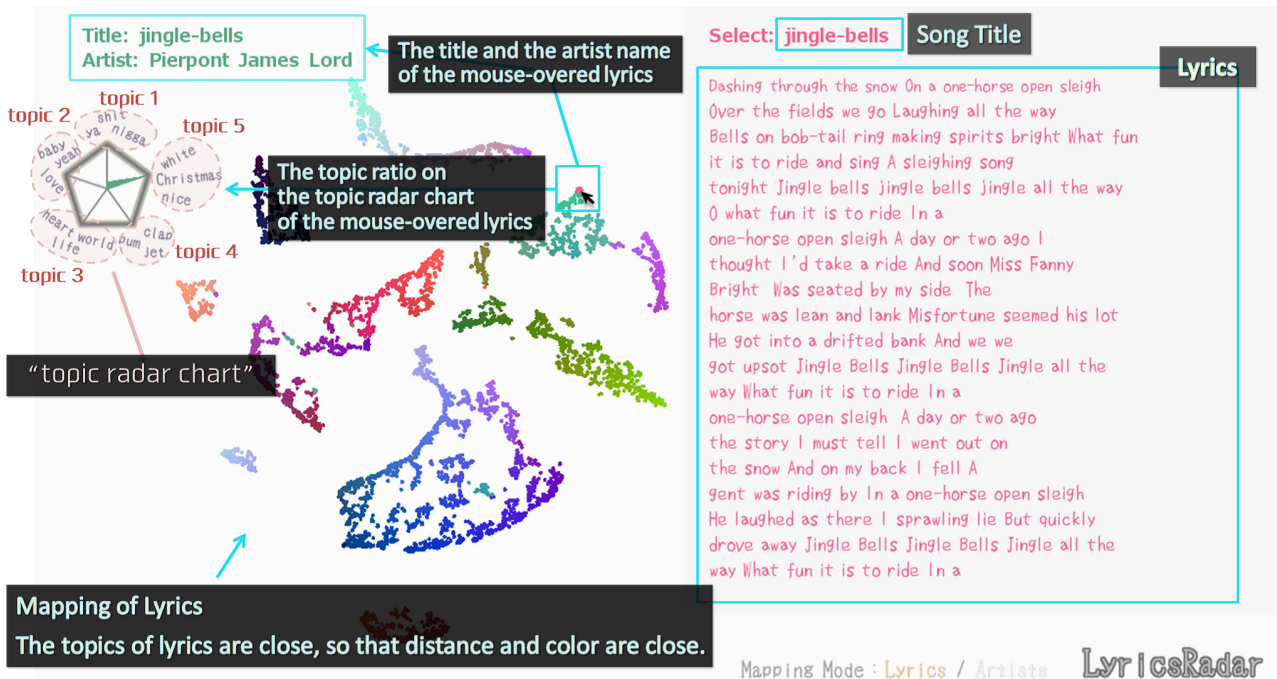 Title: jingle-bells
Artist: Pierpont James Lord
The title and the artist name
of the mouse-overed lyrics
Select: jingle-bells
Song Title
Lyrics
topic 1
shit
ya nigga
topic 2
baby
yeah
love
topic 5
white
Christmas
nice
topic 3
heart world
life
topic 4
clap
bum jet
The topic ratio on
the topic radar chart
of the mouse-overed lyrics
"topic radar chart"
Dashing through the snow On a one-horse open sleigh
Over the fields we go Laughing all the way
Bells on bob-tail ring making spirits bright What fun
it is to ride and sing A sleighing song
tonight Jingle bells jingle bells jingle all the way
O what fun it is to ride In a
one-horse open sleigh A day or two ago I
thought I'd take a ride And soon Miss Fanny
Bright Was seated by my side The
horse was lean and lank Misfortune seemed his lot
He got into a drifted bank And we we
got upsot Jingle Bells Jingle Bells Jingle all the
way What fun it is to ride In a
one-horse open sleigh A day or two ago
the story I must tell I went out on
the snow And on my back I fell A
gent was riding by In a one-horse open sleigh
He laughed as there I sprawling lie But quickly
drove away Jingle Bells Jingle Bells Jingle all the
way What fun it is to ride In a
Mapping of Lyrics
The topics of lyrics are close, so that distance and color are close.
Mapping Mode : Lyrics / Artists
LyricsRadar